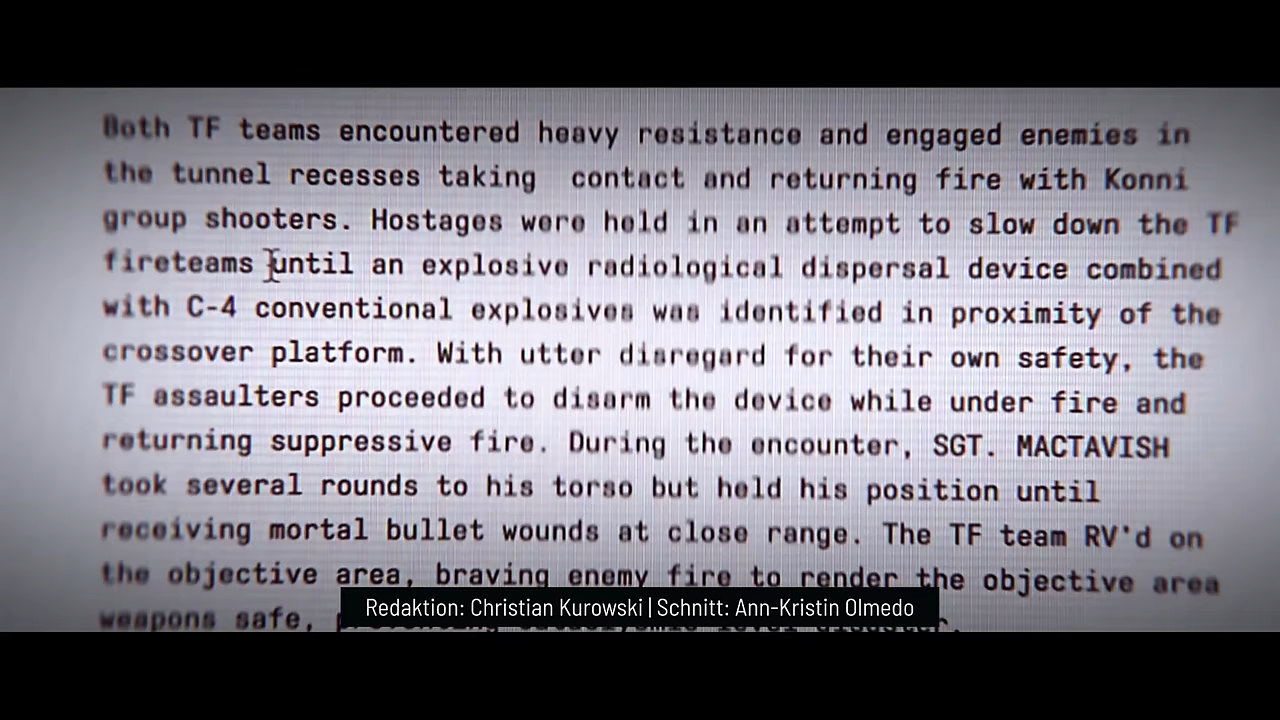 Both TF teams encountered heavy resistance and engaged enemies in
the tunnel recesses taking contact and returning fire with Konni
group shooters. Hostages were held in an attempt to slow down the TF
fireteams until an explosive radiological dispersal device combined
with C-4 conventional explosives was identified in proximity of the
crossover platform. With utter disregard for their own safety, the
TF assaulters proceeded to disarm the device while under fire and
returning suppressive fire. During the encounter, SGT. MACTAVISH
took several rounds to his torso but held his position until
receiving mortal bullet wounds at close range. The TF team RV'd on
the objective area, braving enemy fire to render the objective area
weapons safe,
Redaktion: Christian Kurowski | Schnitt: Ann-Kristin Olmedo